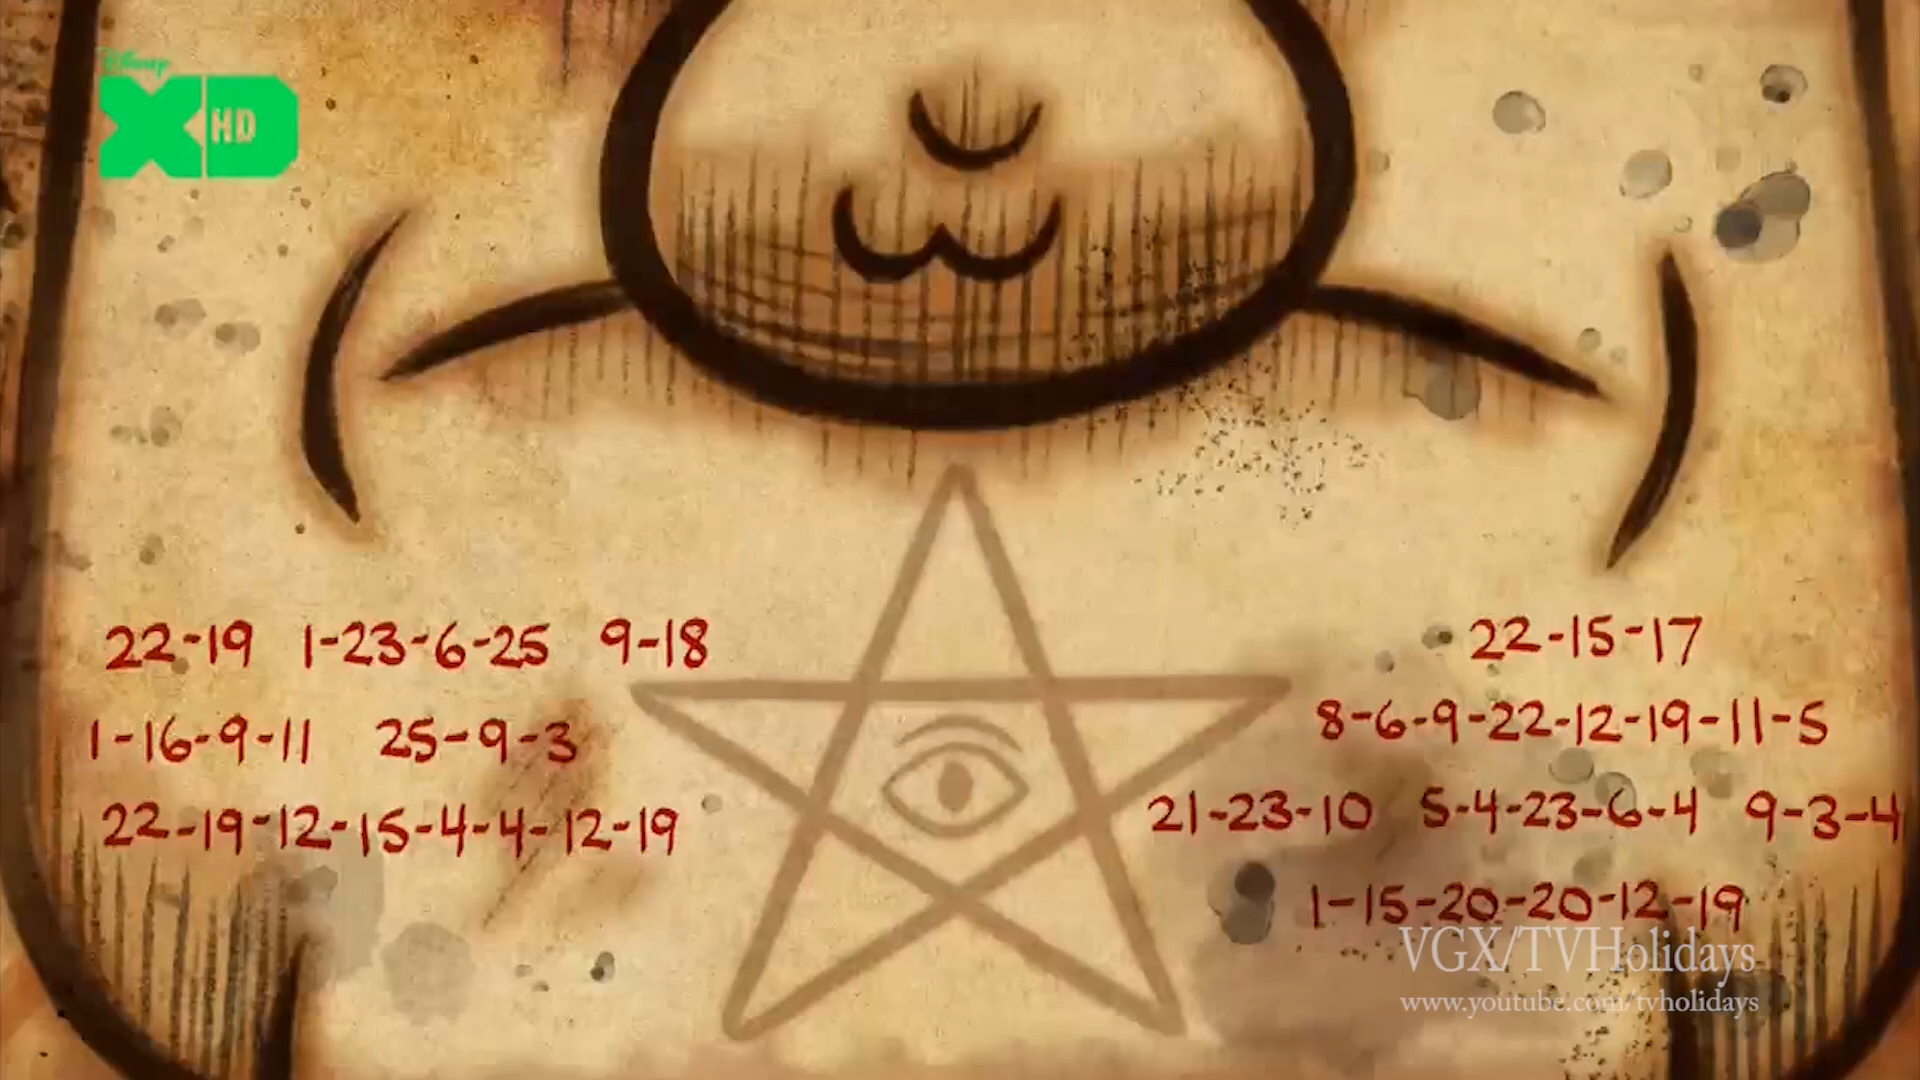 Disney
XD HD
22-19 1-23-6-25 9-18
1-16-9-11 25-9-3
22-19-12-15-4-4-12-19
22-15-17
8-6-9-22-12-19-11-5
21-23-10 5-4-23-6-4 9-3-4
1-15-20-20-12-19
VGX/TVHolidays
www.youtube.com/tvholidays